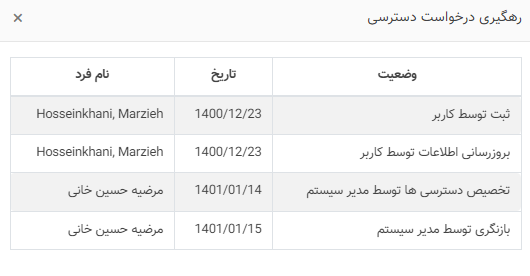 رهگیری درخواست دسترسی ×
وضعیت تاریخ نام فرد
ثبت توسط کاربر 1400/12/23 Hosseinkhani, Marzieh
بروزرسانی اطلاعات توسط کاربر 1400/12/23 Hosseinkhani, Marzieh
تخصیص دسترسی ها توسط مدیر سیستم 1401/01/14 مرضیه حسین خانی
بازنگری توسط مدیر سیستم 1401/01/15 مرضیه حسین خانی